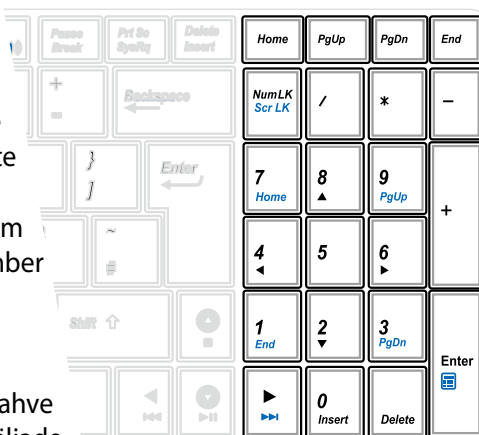 Pause Prt Sc Delete Home PgUp PgDn End
Break SysRq Insert
+ Backspace NumLK / * −
= Scr LK
te } Enter 7 8 9 +
] Home ▲ PgUp
m ~ 4 5 6
nber # ◄ ►
Shift ⇧ 1 2 3
End ▼ PgDn
Enter
ahve 0
Insert Delete